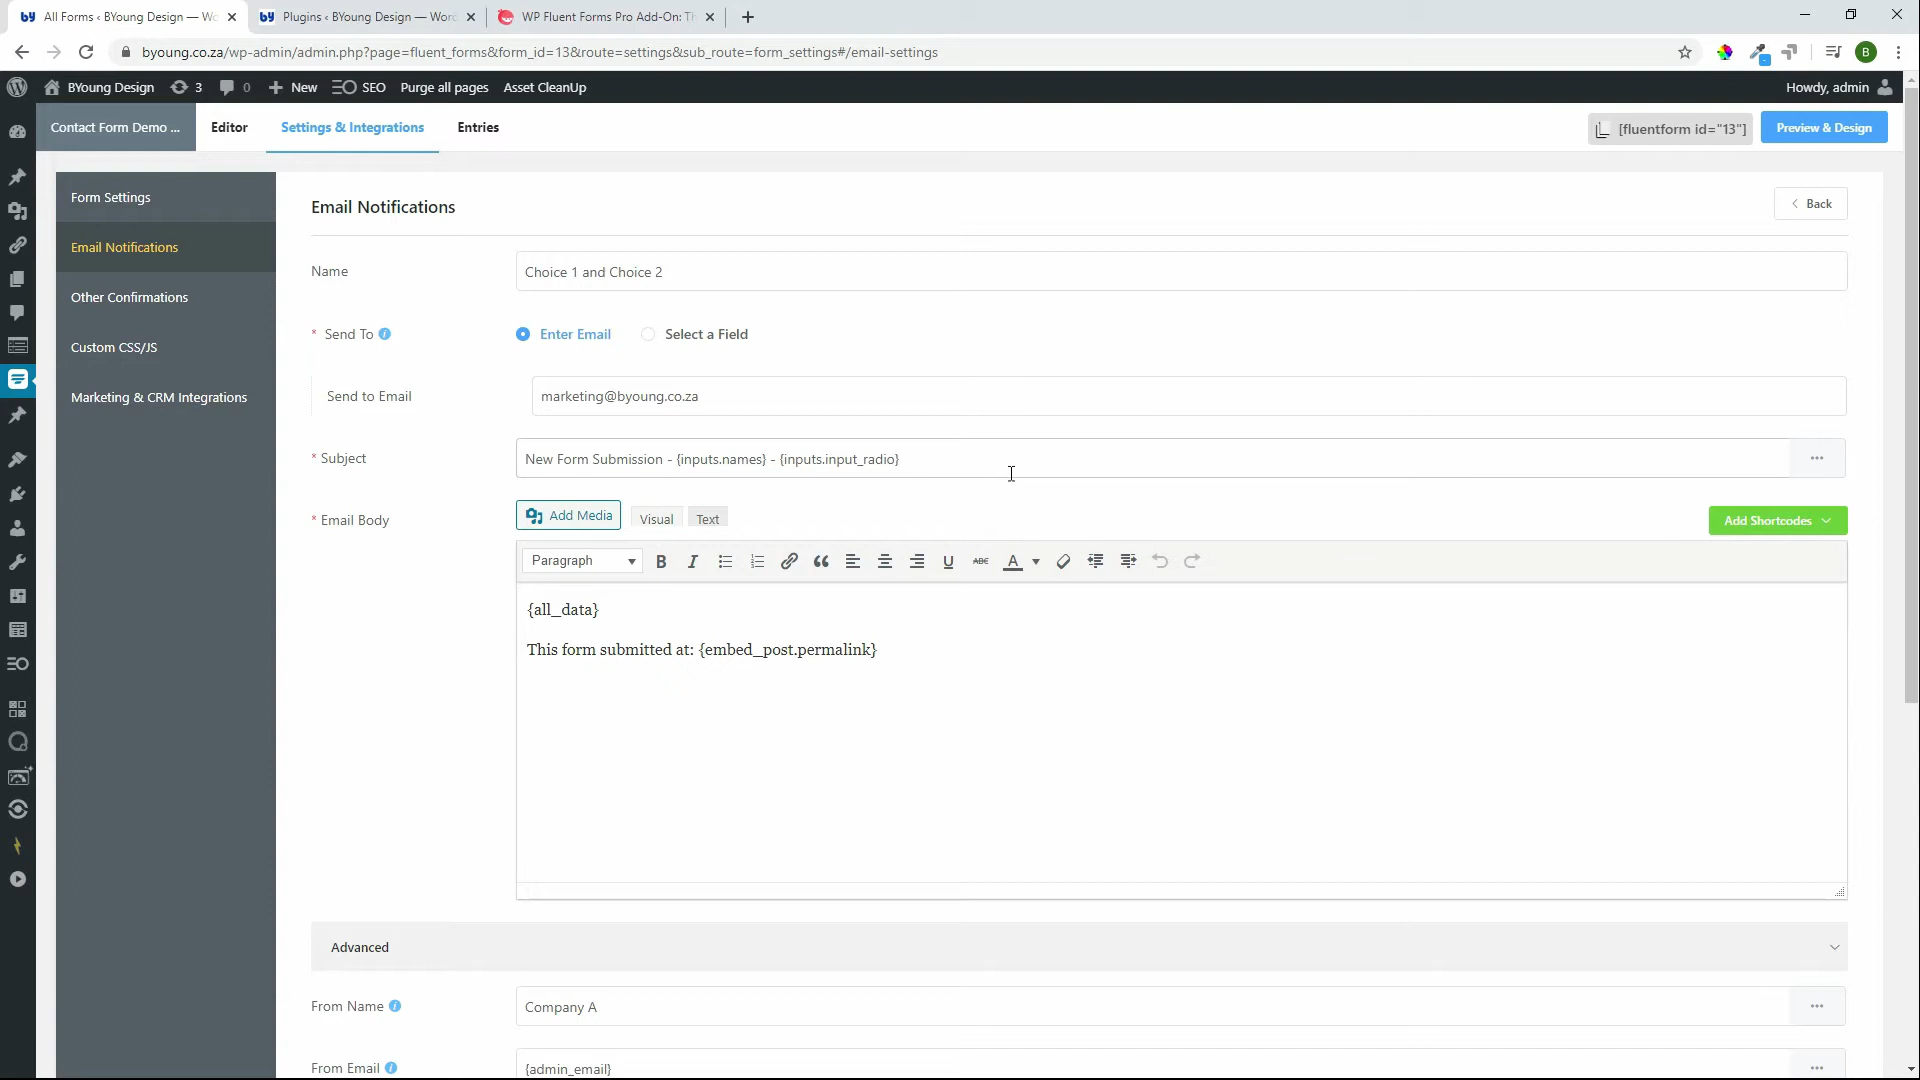 All Forms ‹ BYoung Design — Wo
Plugins ‹ BYoung Design — Word
WP Fluent Forms Pro Add-On: Th
byoung.co.za/wp-admin/admin.php?page=fluent_forms&form_id=13&route=settings&sub_route=form_settings#/email-settings
B
BYoung Design
3
0
New
SEO
Purge all pages
Asset CleanUp
Howdy, admin
Contact Form Demo ...
Editor
Settings & Integrations
Entries
[fluentform id="13"]
Preview & Design
Form Settings
Email Notifications
Other Confirmations
Custom CSS/JS
Marketing & CRM Integrations
Email Notifications
Back
Name
Choice 1 and Choice 2
* Send To
Enter Email
Select a Field
Send to Email
marketing@byoung.co.za
* Subject
New Form Submission - {inputs.names} - {inputs.input_radio}
* Email Body
Add Media
Visual
Text
Add Shortcodes
Paragraph
B
I
U
ABC
A
{all_data}
This form submitted at: {embed_post.permalink}
Advanced
From Name
Company A
From Email
{admin_email}